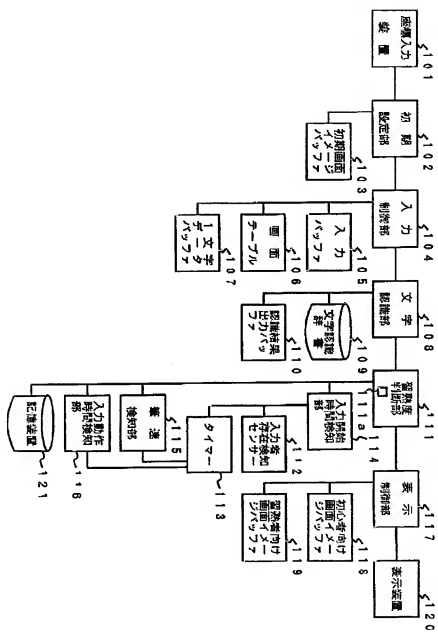 座標入力
装置
101
初期
設定部
102
初期画面
イメージ
バッファ
103
入力
制御部
104
入力
バッファ
105
画面
テーブル
106
1文字
データ
バッファ
107
文字
認識部
108
文字認識
辞書
109
認識結果
出力バッ
ファ
110
習熟度
判断部
111
111a
入力開始
時間検知
部
114
入力者
存在検知
センサー
112
タイマー
113
筆速
検知部
115
入力動作
時間検知
部
116
記憶装置
121
表示
制御部
117
初心者向け
画面イメー
ジバッファ
118
習熟者向け
画面イメー
ジバッファ
119
表示装置
120